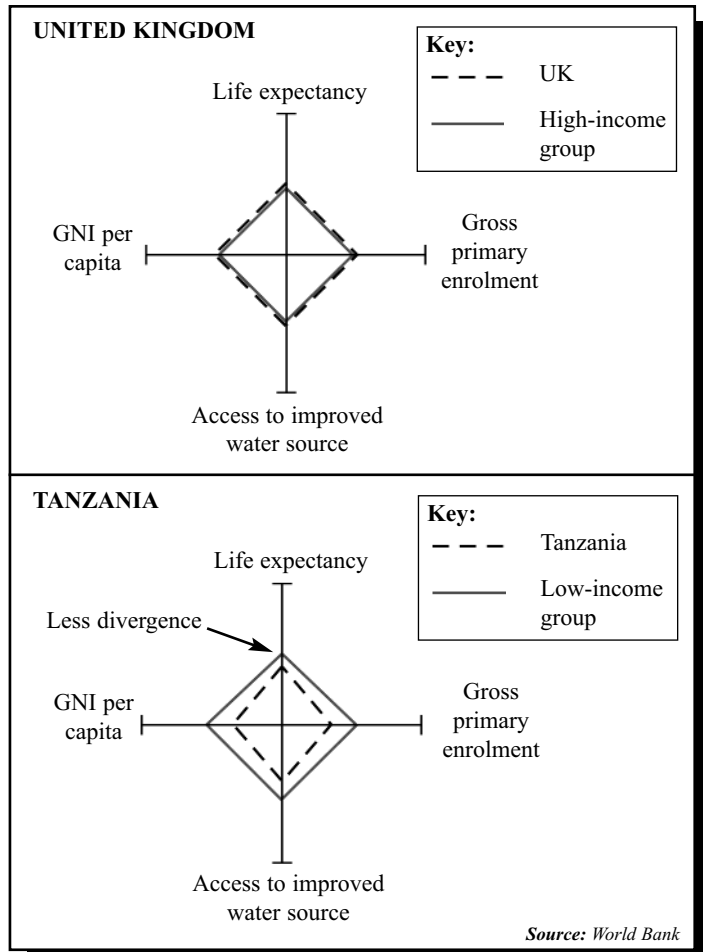 UNITED KINGDOM
Key:
UK
High-income
group
Life expectancy
GNI per
capita
Gross
primary
enrolment
Access to improved
water source
TANZANIA
Key:
Tanzania
Low-income
group
Life expectancy
Less divergence
GNI per
capita
Gross
primary
enrolment
Access to improved
water source
Source: World Bank